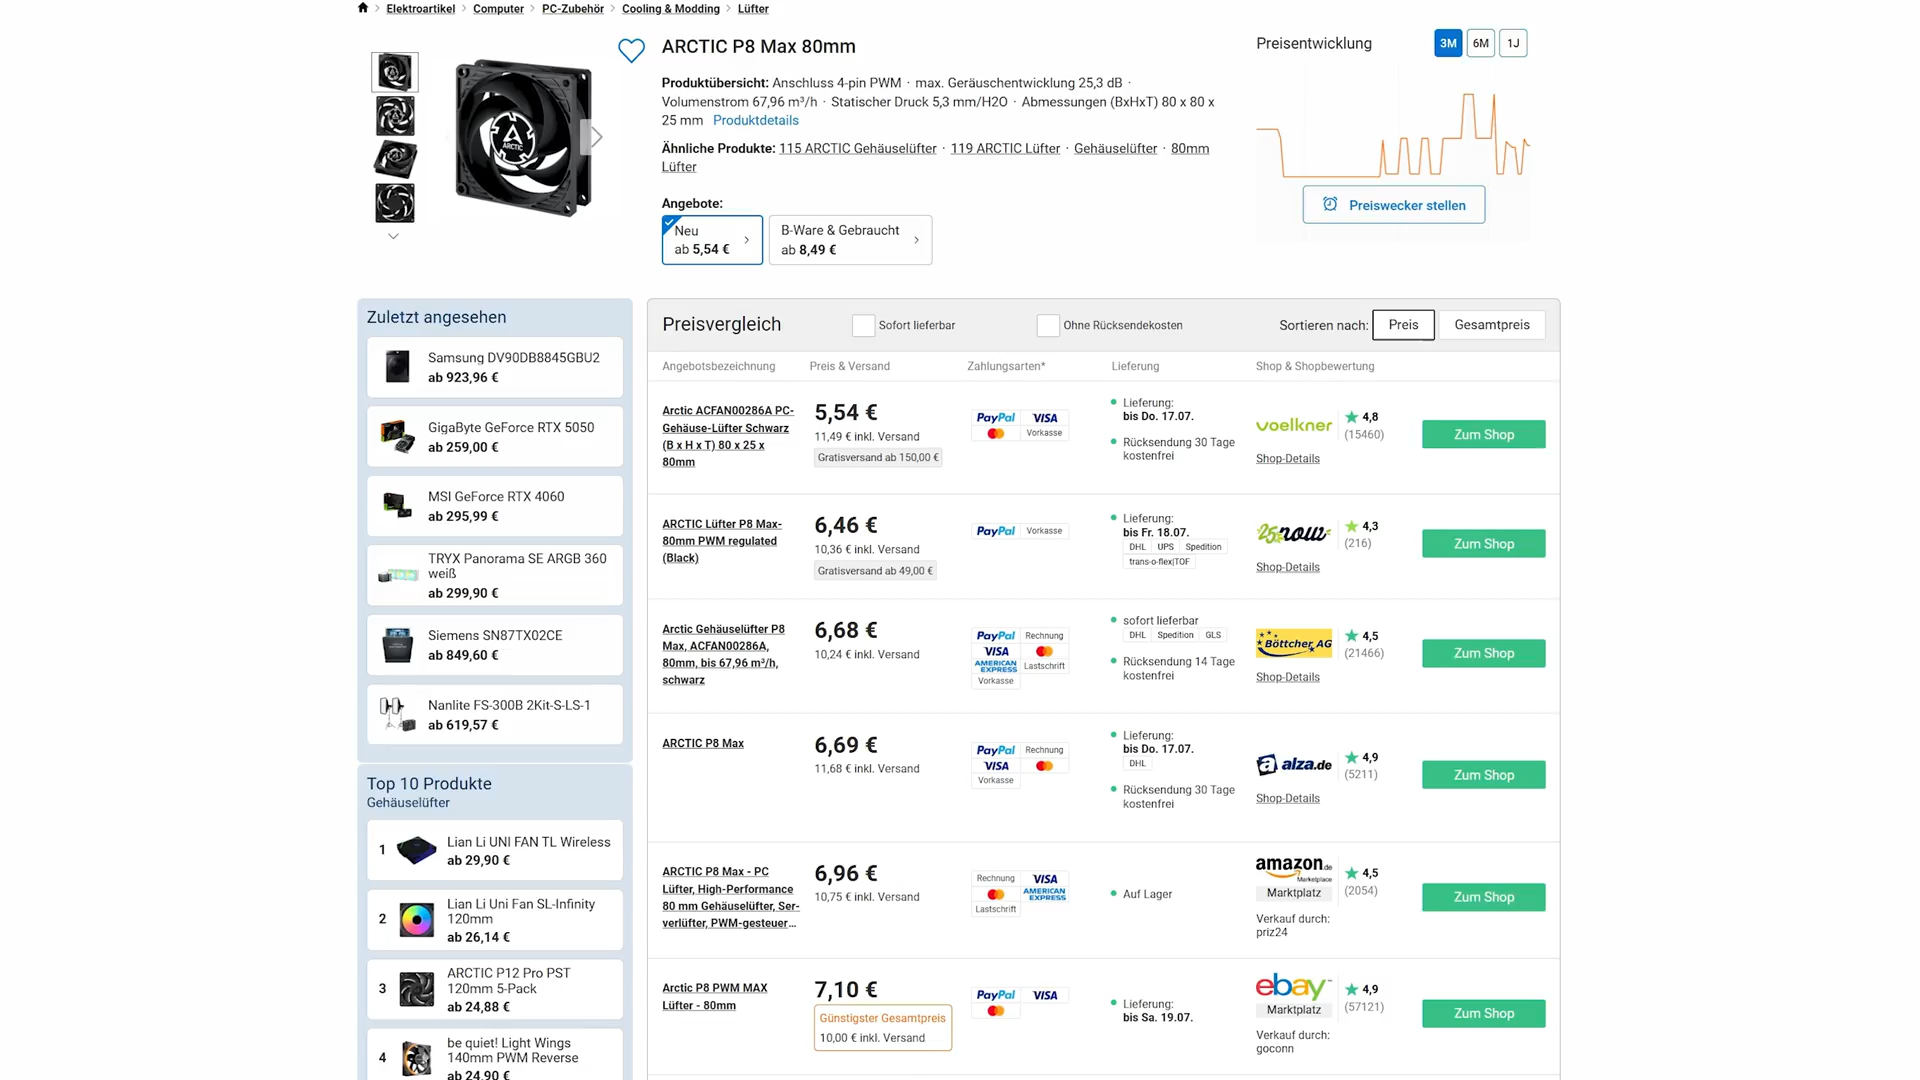 Elektroartikel > Computer > PC-Zubehör > Cooling & Modding > Lüfter
ARCTIC P8 Max 80mm
Produktübersicht: Anschluss 4-pin PWM · max. Geräuschentwicklung 25,3 dB ·
Volumenstrom 67,96 m³/h · Statischer Druck 5,3 mm/H2O · Abmessungen (BxHxT) 80 x 80 x
25 mm Produktdetails
Ähnliche Produkte: 115 ARCTIC Gehäuselüfter · 119 ARCTIC Lüfter · Gehäuselüfter · 80mm
Lüfter
Angebote:
Neu
ab 5,54 €
B-Ware & Gebraucht
ab 8,49 €
ARCTIC
Preisentwicklung
3M 6M 1J
Preiswecker stellen
Zuletzt angesehen
Samsung DV90DB8845GBU2
ab 923,96 €
GigaByte GeForce RTX 5050
ab 259,00 €
MSI GeForce RTX 4060
ab 295,99 €
TRYX Panorama SE ARGB 360
weiß
ab 299,90 €
Siemens SN87TX02CE
ab 849,60 €
Nanlite FS-300B 2Kit-S-LS-1
ab 619,57 €
Top 10 Produkte
Gehäuselüfter
1 Lian Li UNI FAN TL Wireless
ab 29,90 €
2 Lian Li Uni Fan SL-Infinity
120mm
ab 26,14 €
3 ARCTIC P12 Pro PST
120mm 5-Pack
ab 24,88 €
4 be quiet! Light Wings
140mm PWM Reverse
ab 24,90 €
Preisvergleich
Sofort lieferbar
Ohne Rücksendekosten
Sortieren nach: Preis Gesamtpreis
Angebotsbezeichnung Preis & Versand Zahlungsarten* Lieferung Shop & Shopbewertung
Arctic ACFAN00286A PC-
Gehäuse-Lüfter Schwarz
(B x H x T) 80 x 25 x
80mm
5,54 €
11,49 € inkl. Versand
Gratisversand ab 150,00 €
PayPal VISA
Vorkasse
Lieferung:
bis Do. 17.07.
Rücksendung 30 Tage
kostenfrei
voelkner
4,8
(15460)
Shop-Details
Zum Shop
ARCTIC Lüfter P8 Max-
80mm PWM regulated
(Black)
6,46 €
10,36 € inkl. Versand
Gratisversand ab 49,00 €
PayPal Vorkasse
Lieferung:
bis Fr. 18.07.
DHL UPS Spedition
trans-o-flex|TOF
25now
4,3
(216)
Shop-Details
Zum Shop
Arctic Gehäuselüfter P8
Max, ACFAN00286A,
80mm, bis 67,96 m³/h,
schwarz
6,68 €
10,24 € inkl. Versand
PayPal Rechnung
VISA
AMERICAN EXPRESS Lastschrift
Vorkasse
sofort lieferbar
DHL Spedition GLS
Rücksendung 14 Tage
kostenfrei
Böttcher AG
4,5
(21466)
Shop-Details
Zum Shop
ARCTIC P8 Max
6,69 €
11,68 € inkl. Versand
PayPal Rechnung
VISA
Vorkasse
Lieferung:
bis Do. 17.07.
DHL
Rücksendung 30 Tage
kostenfrei
a alza.de
4,9
(5211)
Shop-Details
Zum Shop
ARCTIC P8 Max - PC
Lüfter, High-Performance
80 mm Gehäuselüfter, Ser-
verlüfter, PWM-gesteuer...
6,96 €
10,75 € inkl. Versand
Rechnung VISA
AMERICAN EXPRESS
Lastschrift
Auf Lager
amazon.de
Marketplace
Marktplatz
4,5
(2054)
Verkauf durch:
priz24
Zum Shop
Arctic P8 PWM MAX
Lüfter - 80mm
7,10 €
Günstigster Gesamtpreis
10,00 € inkl. Versand
PayPal VISA
Lieferung:
bis Sa. 19.07.
ebay
Marktplatz
4,9
(57121)
Verkauf durch:
goconn
Zum Shop